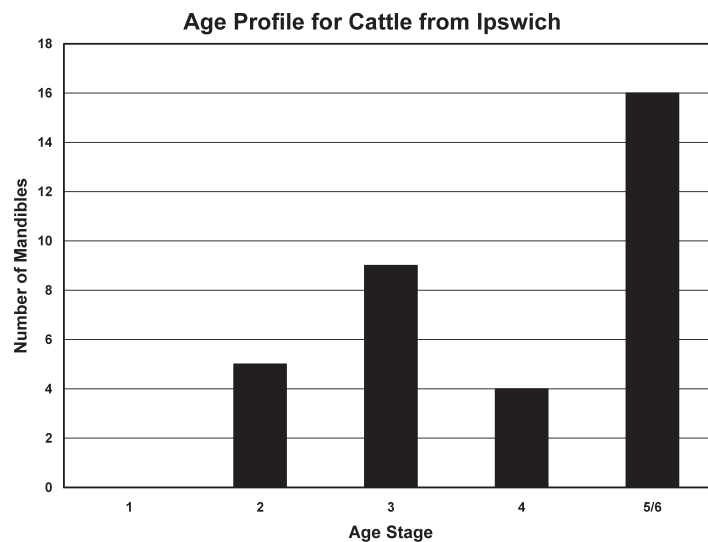 Age Profile for Cattle from Ipswich
18
16
14
12
10
8
6
4
2
0
Number of Mandibles
1 2 3 4 5/6
Age Stage